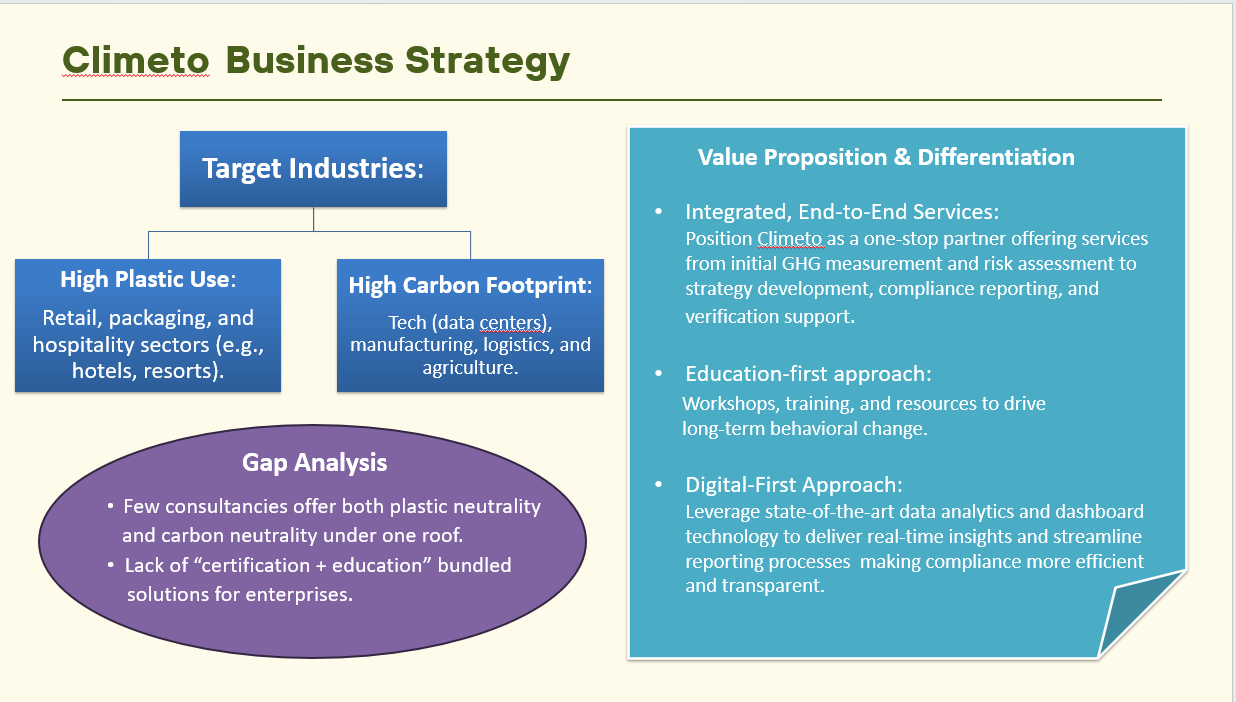 Climeto Business Strategy
Target Industries:
High Plastic Use:
Retail, packaging, and
hospitality sectors (e.g.,
hotels, resorts).
High Carbon Footprint:
Tech (data centers),
manufacturing, logistics, and
agriculture.
Gap Analysis
• Few consultancies offer both plastic neutrality
and carbon neutrality under one roof.
• Lack of “certification + education” bundled
solutions for enterprises.
Value Proposition & Differentiation
• Integrated, End-to-End Services:
Position Climeto as a one-stop partner offering services
from initial GHG measurement and risk assessment to
strategy development, compliance reporting, and
verification support.
• Education-first approach:
Workshops, training, and resources to drive
long-term behavioral change.
• Digital-First Approach:
Leverage state-of-the-art data analytics and dashboard
technology to deliver real-time insights and streamline
reporting processes  making compliance more efficient
and transparent.